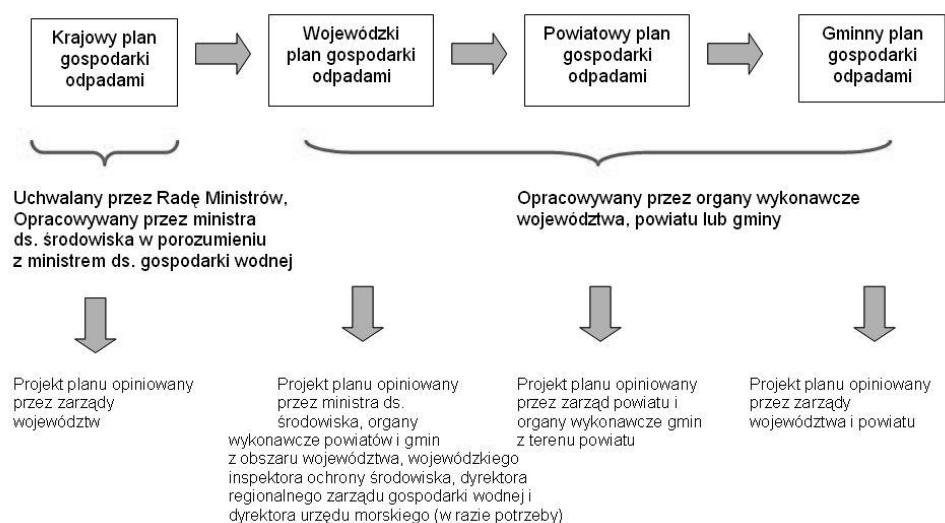 Krajowy plan
gospodarki
odpadami
Wojewódzki
plan gospodarki
odpadami
Powiatowy plan
gospodarki
odpadami
Gminny plan
gospodarki
odpadami
Uchwalany przez Radę Ministrów,
Opracowywany przez ministra
ds. środowiska w porozumieniu
z ministrem ds. gospodarki wodnej
Opracowywany przez organy wykonawcze
województwa, powiatu lub gminy
Projekt planu opiniowany
przez zarządy
województw
Projekt planu opiniowany
przez ministra ds.
środowiska, organy
wykonawcze powiatów i gmin
z obszaru województwa, wojewódzkiego
inspektora ochrony środowiska, dyrektora
regionalnego zarządu gospodarki wodnej i
dyrektora urzędu morskiego (w razie potrzeby)
Projekt planu opiniowany
przez zarząd powiatu i
organy wykonawcze gmin
z terenu powiatu
Projekt planu opiniowany
przez zarządy
województwa i powiatu